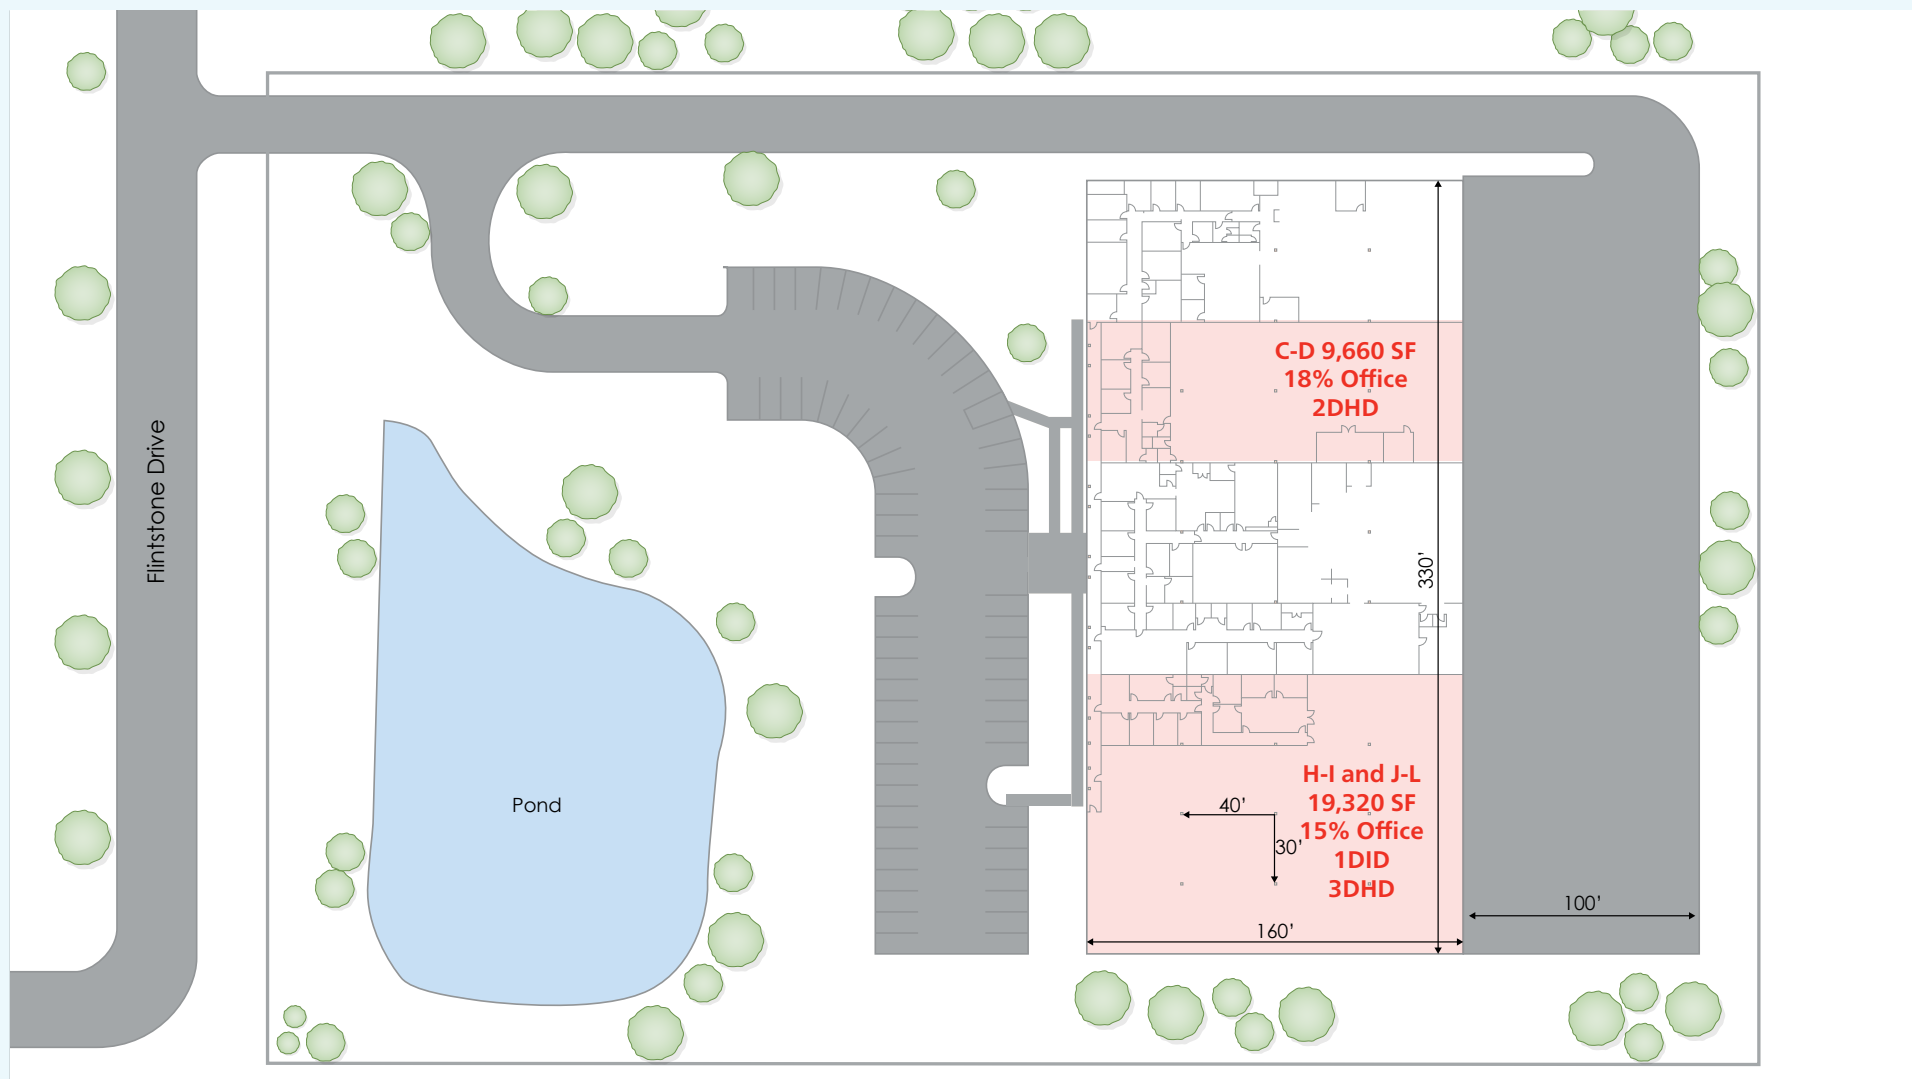 C-D 9,660 SF
18% Office
2DHD
Flintstone Drive
330’
H-I and J-L
19,320 SF
15% Office
1DID
3DHD
40’
30’
Pond
100’
160’